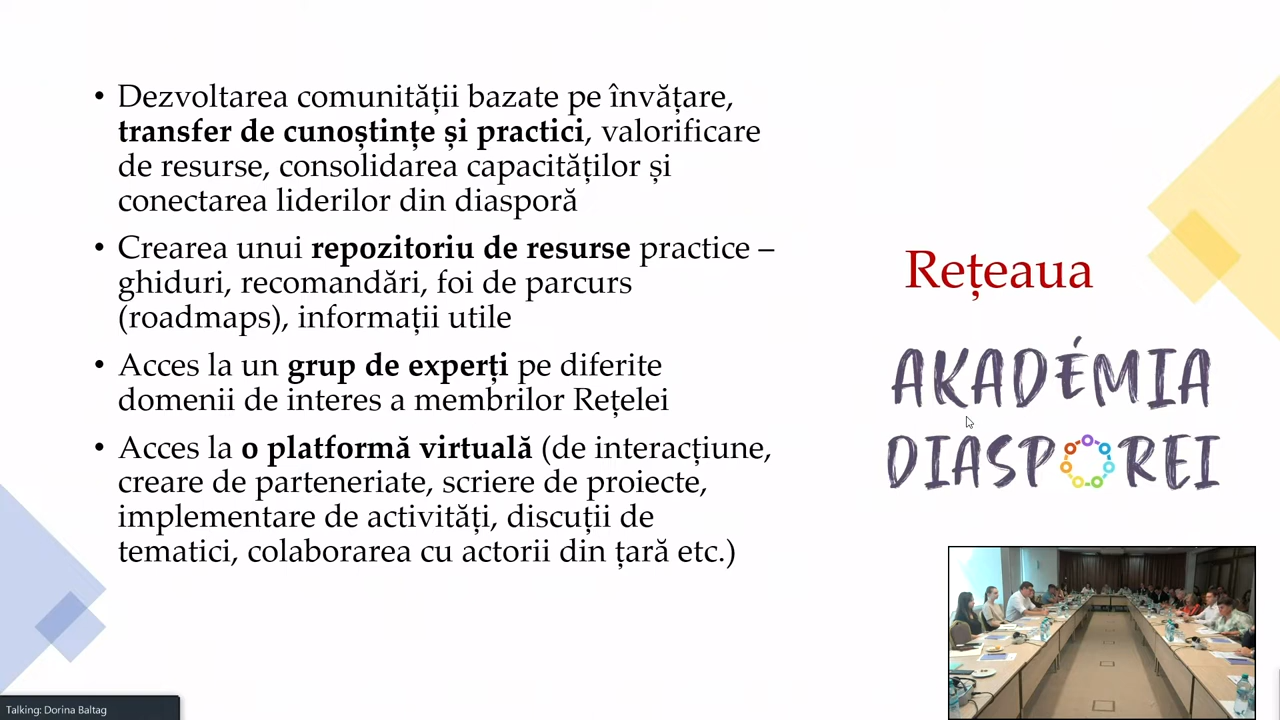 • Dezvoltarea comunității bazate pe învățare,
transfer de cunoștințe și practici, valorificare
de resurse, consolidarea capacităților și
conectarea liderilor din diasporă
• Crearea unui repozitoriu de resurse practice –
ghiduri, recomandări, foi de parcurs
(roadmaps), informații utile
• Acces la un grup de experți pe diferite
domenii de interes a membrilor Rețelei
• Acces la o platformă virtuală (de interacțiune,
creare de parteneriate, scriere de proiecte,
implementare de activități, discuții de
tematici, colaborarea cu actorii din țară etc.)
Rețeaua
AKADÉMIA
DIASPOREI
Talking: Dorina Baltag